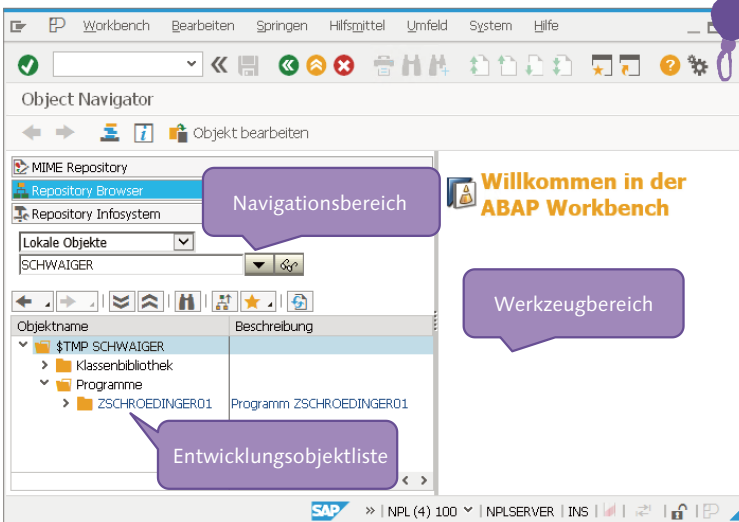 Workbench Bearbeiten Springen Hilfsmittel Umfeld System Hilfe
Object Navigator
Objekt bearbeiten
MIME Repository
Repository Browser
Repository Infosystem
Navigationsbereich
Willkommen in der
ABAP Workbench
Lokale Objekte
SCHWAIGER
Werkzeugbereich
Objektname Beschreibung
$TMP SCHWAIGER
Klassenbibliothek
Programme
ZSCHROEDINGER01 Programm ZSCHROEDINGER01
Entwicklungsobjektliste
SAP » | NPL (4) 100 | NPLSERVER | INS